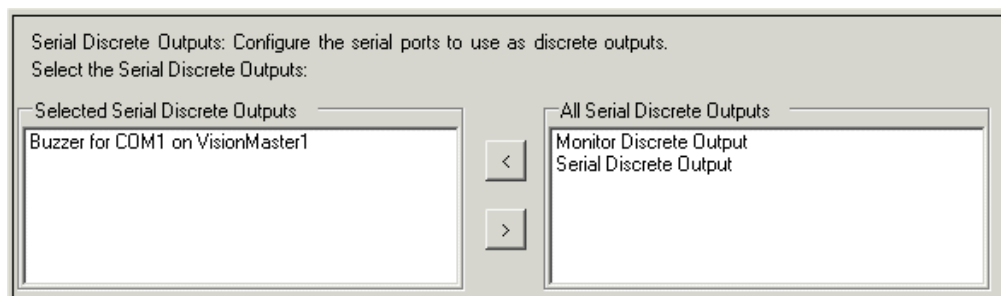 Serial Discrete Outputs: Configure the serial ports to use as discrete outputs.
Select the Serial Discrete Outputs:
Selected Serial Discrete Outputs
Buzzer for COM1 on VisionMaster1
<
>
All Serial Discrete Outputs
Monitor Discrete Output
Serial Discrete Output